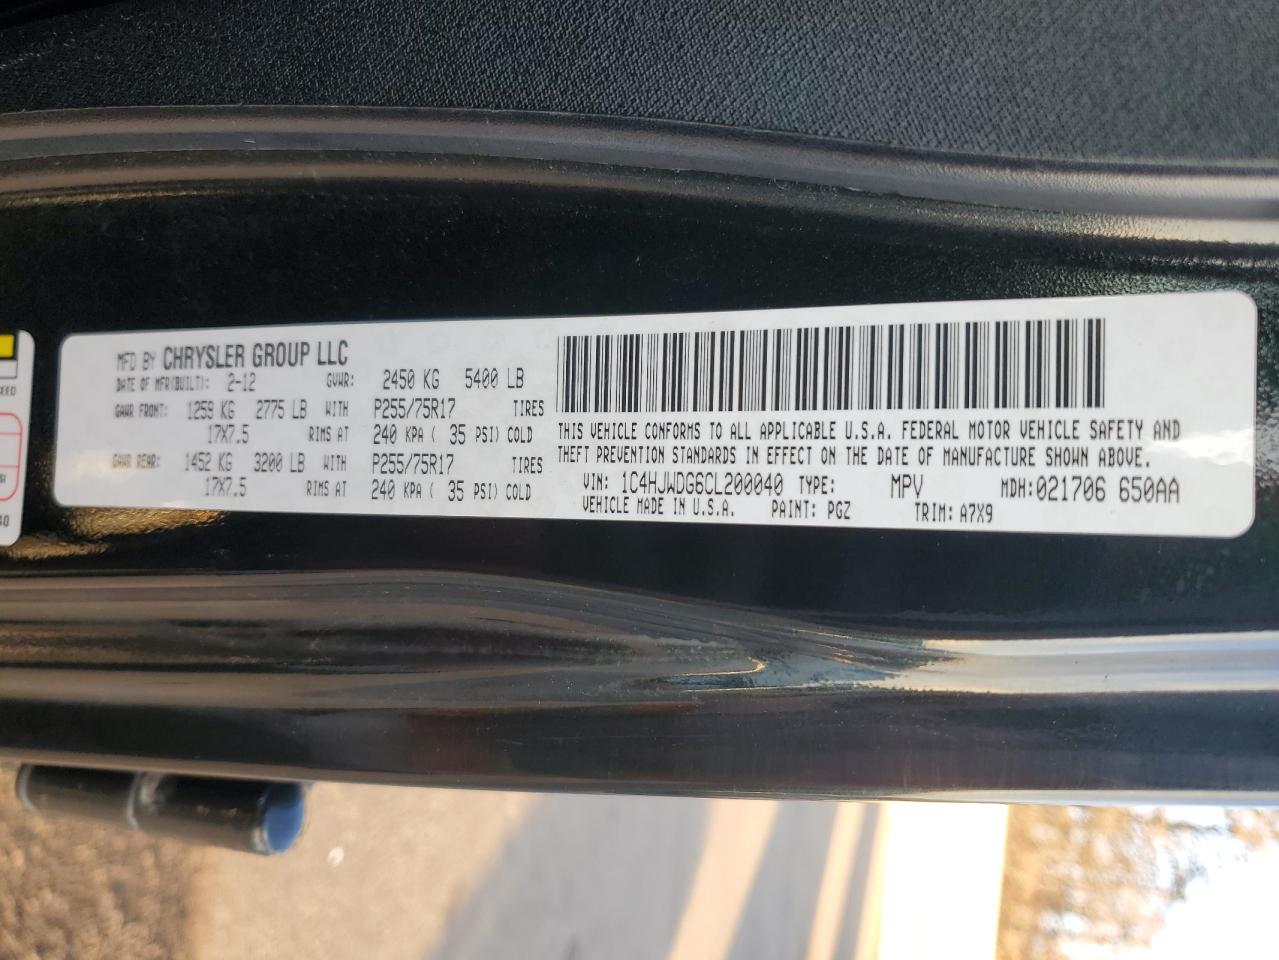 MFD BY CHRYSLER GROUP LLC
DATE OF MFR(BUILT): 2-12 GVWR: 2450 KG 5400 LB
GAWR FRONT: 1259 KG 2775 LB WITH P255/75R17 TIRES
17X7.5 RIMS AT 240 KPA ( 35 PSI) COLD
GAWR REAR: 1452 KG 3200 LB WITH P255/75R17 TIRES
17X7.5 RIMS AT 240 KPA ( 35 PSI) COLD
THIS VEHICLE CONFORMS TO ALL APPLICABLE U.S.A. FEDERAL MOTOR VEHICLE SAFETY AND
THEFT PREVENTION STANDARDS IN EFFECT ON THE DATE OF MANUFACTURE SHOWN ABOVE.
VIN: 1C4HJWDG6CL200040 TYPE: MPV MDH:021706 650AA
VEHICLE MADE IN U.S.A. PAINT: PGZ TRIM: A7X9